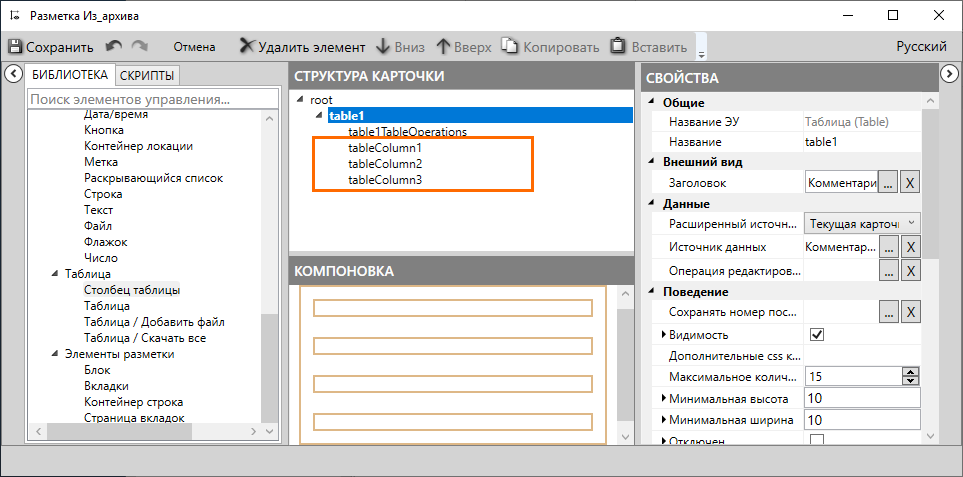 Разметка Из_архива
Сохранить Отмена Удалить элемент Вниз Вверх Копировать Вставить Русский
БИБЛИОТЕКА СКРИПТЫ
Поиск элементов управления...
Дата/время
Кнопка
Контейнер локации
Метка
Раскрывающийся список
Строка
Текст
Файл
Флажок
Число
Таблица
Столбец таблицы
Таблица
Таблица / Добавить файл
Таблица / Скачать все
Элементы разметки
Блок
Вкладки
Контейнер строка
Страница вкладок
СТРУКТУРА КАРТОЧКИ
root
table1
table1TableOperations
tableColumn1
tableColumn2
tableColumn3
КОМПОНОВКА
СВОЙСТВА
Общие
Название ЭУ Таблица (Table)
Название table1
Внешний вид
Заголовок Комментари ... X
Данные
Расширенный источн... Текущая карточ
Источник данных Комментар... ... X
Операция редактиров... ... X
Поведение
Сохранять номер пос... ... X
Видимость
Дополнительные css к...
Максимальное колич... 15
Минимальная высота 10
Минимальная ширина 10
Отключен